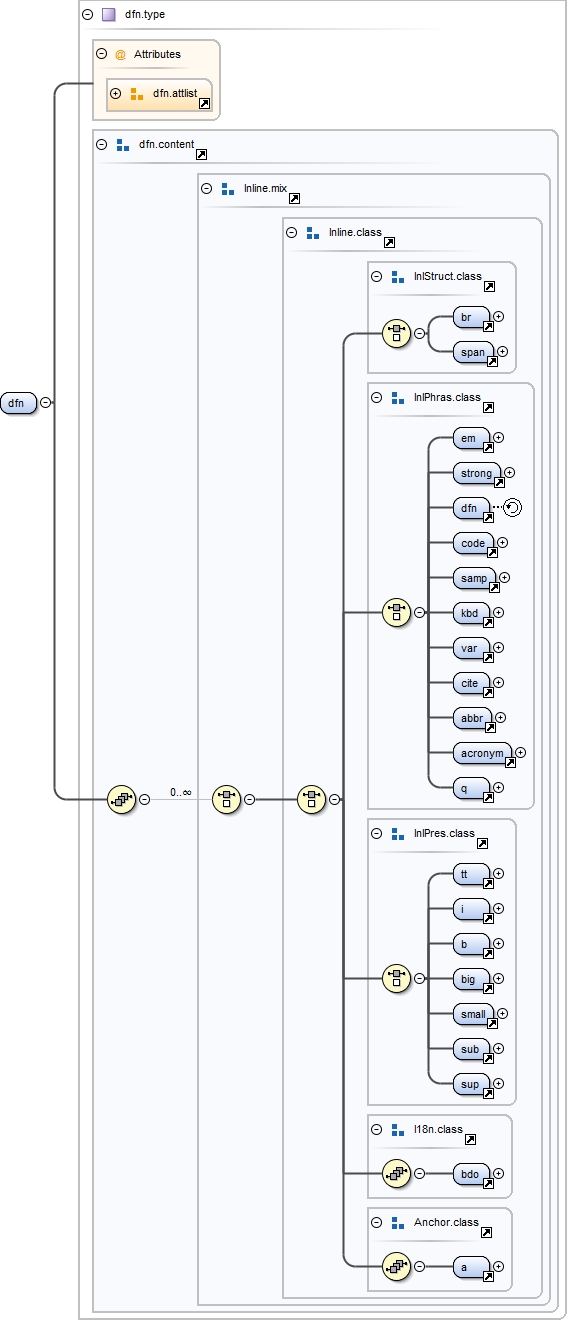 dfn.type
@ Attributes
dfn.attlist
dfn.content
Inline.mix
Inline.class
InlStruct.class
br
span
dfn
InlPhras.class
em
strong
dfn
code
samp
kbd
var
cite
abbr
acronym
q
0..∞
InlPres.class
tt
i
b
big
small
sub
sup
I18n.class
bdo
Anchor.class
a